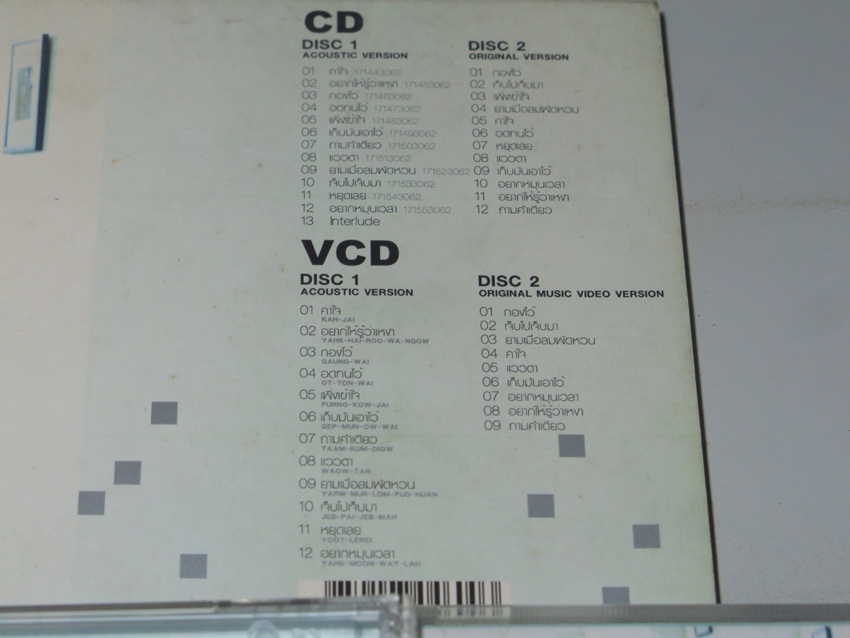 CD
DISC 1
ACOUSTIC VERSION
01 คาใจ 171443062
02 อยากให้รู้ว่าเหงา 171453062
03 กองไว้ 171463062
04 อดทนไว้ 171473062
05 เพิ่งเข้าใจ 171483062
06 เก็บมันเอาไว้ 171493062
07 ถามคำเดียว 171503062
08 แววตา 171513062
09 ยามเมื่อลมพัดหวน 171523062
10 เจ็บไปเจ็บมา 171533062
11 หยุดเลย 171543062
12 อยากหมุนเวลา 171553062
13 Interlude
DISC 2
ORIGINAL VERSION
01 กองไว้
02 เจ็บไปเจ็บมา
03 เพิ่งเข้าใจ
04 ยามเมื่อลมพัดหวน
05 คาใจ
06 อดทนไว้
07 หยุดเลย
08 แววตา
09 เก็บมันเอาไว้
10 อยากหมุนเวลา
11 อยากให้รู้ว่าเหงา
12 ถามคำเดียว
VCD
DISC 1
ACOUSTIC VERSION
01 คาใจ
KAH-JAI
02 อยากให้รู้ว่าเหงา
YAHK-HAI-ROO-WA-NGOW
03 กองไว้
GAUNG-WAI
04 อดทนไว้
OT-TON-WAI
05 เพิ่งเข้าใจ
PURNG-KOW-JAI
06 เก็บมันเอาไว้
GEP-MUN-OW-WAI
07 ถามคำเดียว
TAAM-KUM-DIOW
08 แววตา
WAOW-TAH
09 ยามเมื่อลมพัดหวน
YARM-MUR-LOM-PUD-HUAN
10 เจ็บไปเจ็บมา
JEB-PAI-JEB-MAH
11 หยุดเลย
YOOT-LEREI
12 อยากหมุนเวลา
YAHK-MOON-WAY-LAH
DISC 2
ORIGINAL MUSIC VIDEO VERSION
01 กองไว้
02 เจ็บไปเจ็บมา
03 ยามเมื่อลมพัดหวน
04 คาใจ
05 แววตา
06 เก็บมันเอาไว้
07 อยากหมุนเวลา
08 อยากให้รู้ว่าเหงา
09 ถามคำเดียว